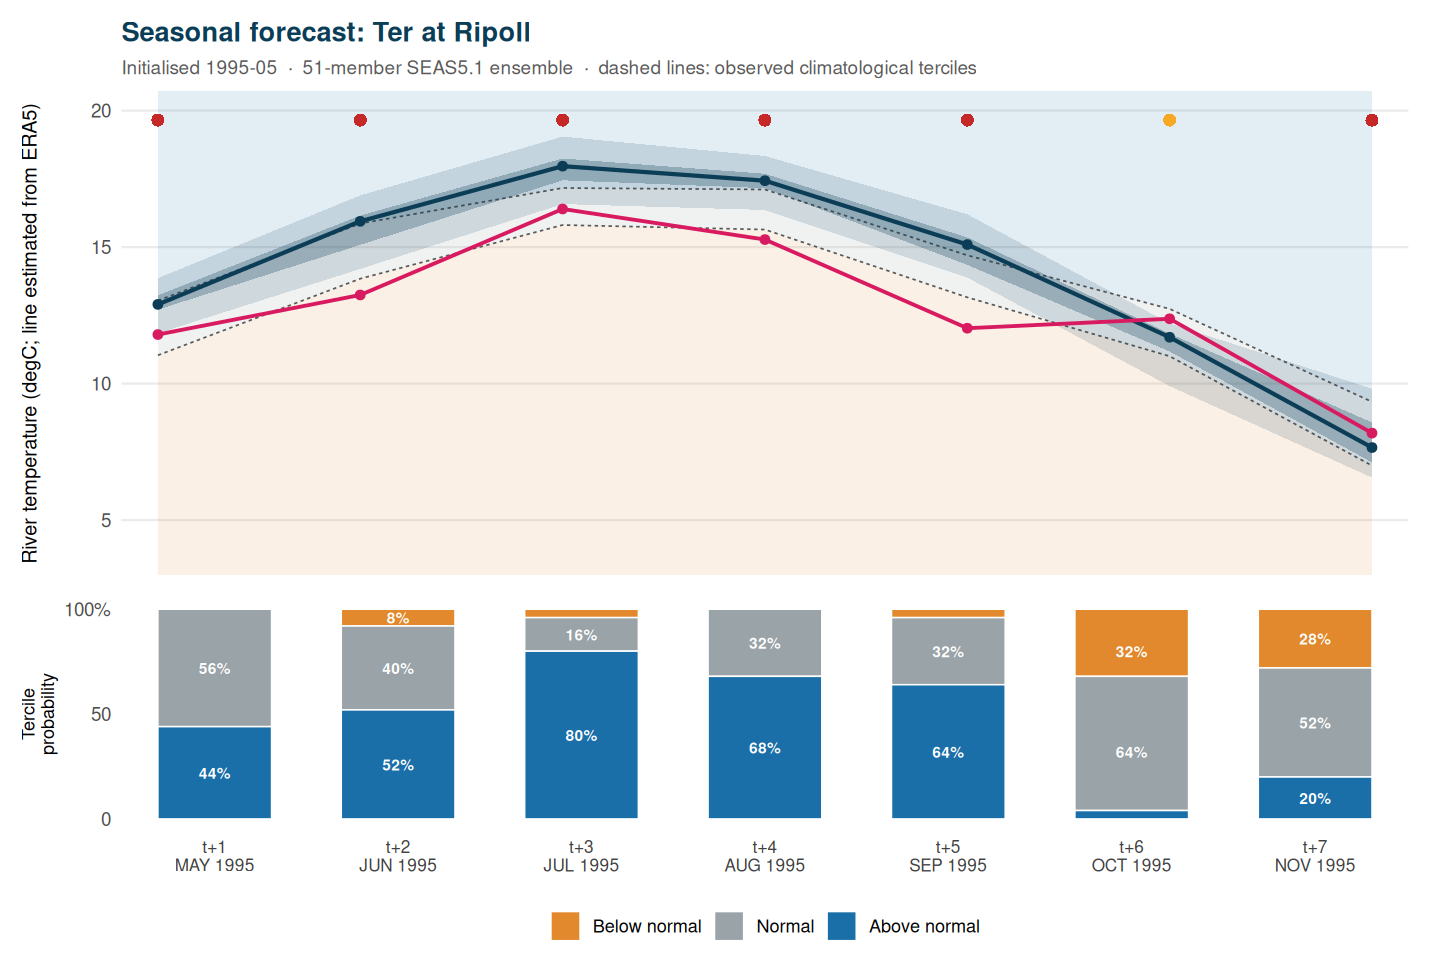 Seasonal forecast: Ter at Ripoll
Initialised 1995-05 · 51-member SEAS5.1 ensemble · dashed lines: observed climatological terciles
River temperature (degC; line estimated from ERA5)
20
15
10
5
Tercile
probability
100%
50
0
56%
44%
8%
40%
52%
16%
80%
32%
68%
32%
64%
32%
64%
28%
52%
20%
t+1
MAY 1995
t+2
JUN 1995
t+3
JUL 1995
t+4
AUG 1995
t+5
SEP 1995
t+6
OCT 1995
t+7
NOV 1995
Below normal
Normal
Above normal